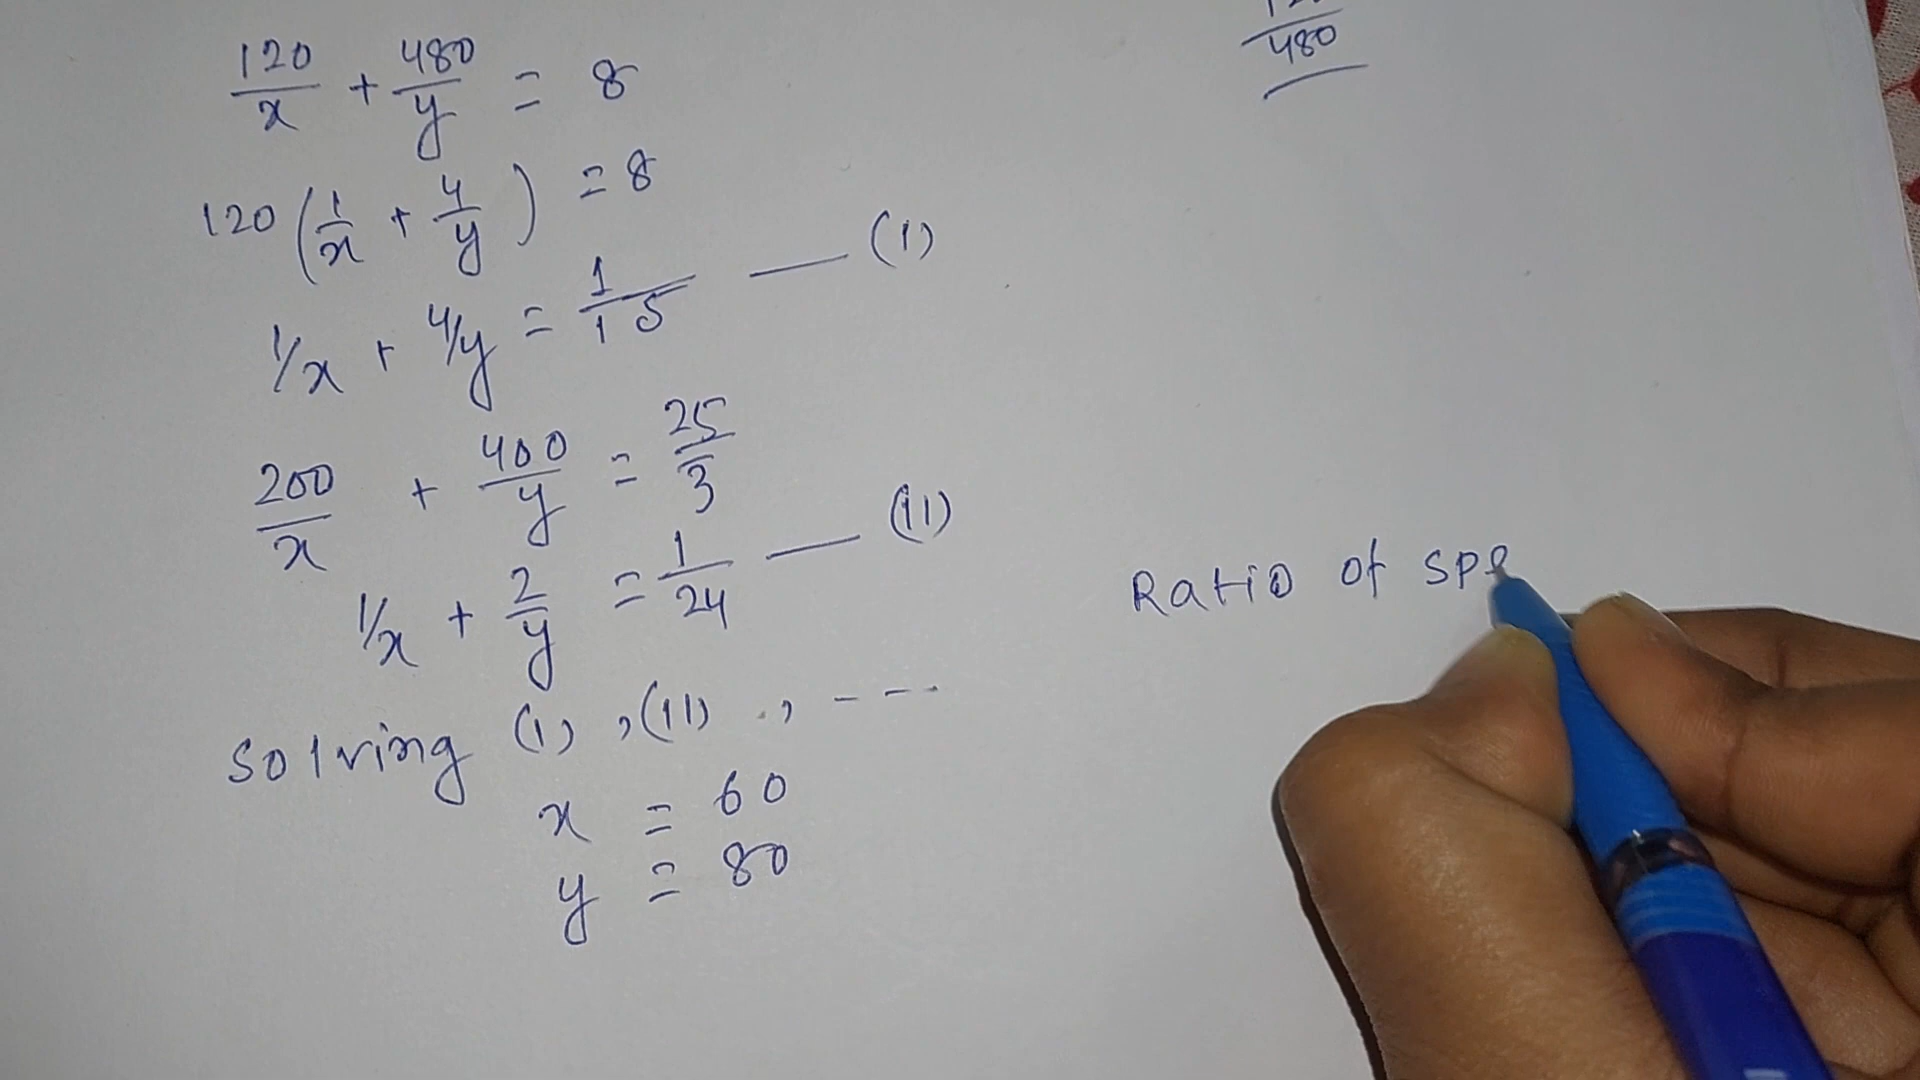 120/x + 480/y = 8
120 (1/x + 4/y) = 8
1/x + 4/y = 1/15 — (I)
200/x + 400/y = 25/3
1/x + 2/y = 1/24 — (II)
Solving (I), (II) ., ---
x = 60
y = 80
480
Ratio of spe